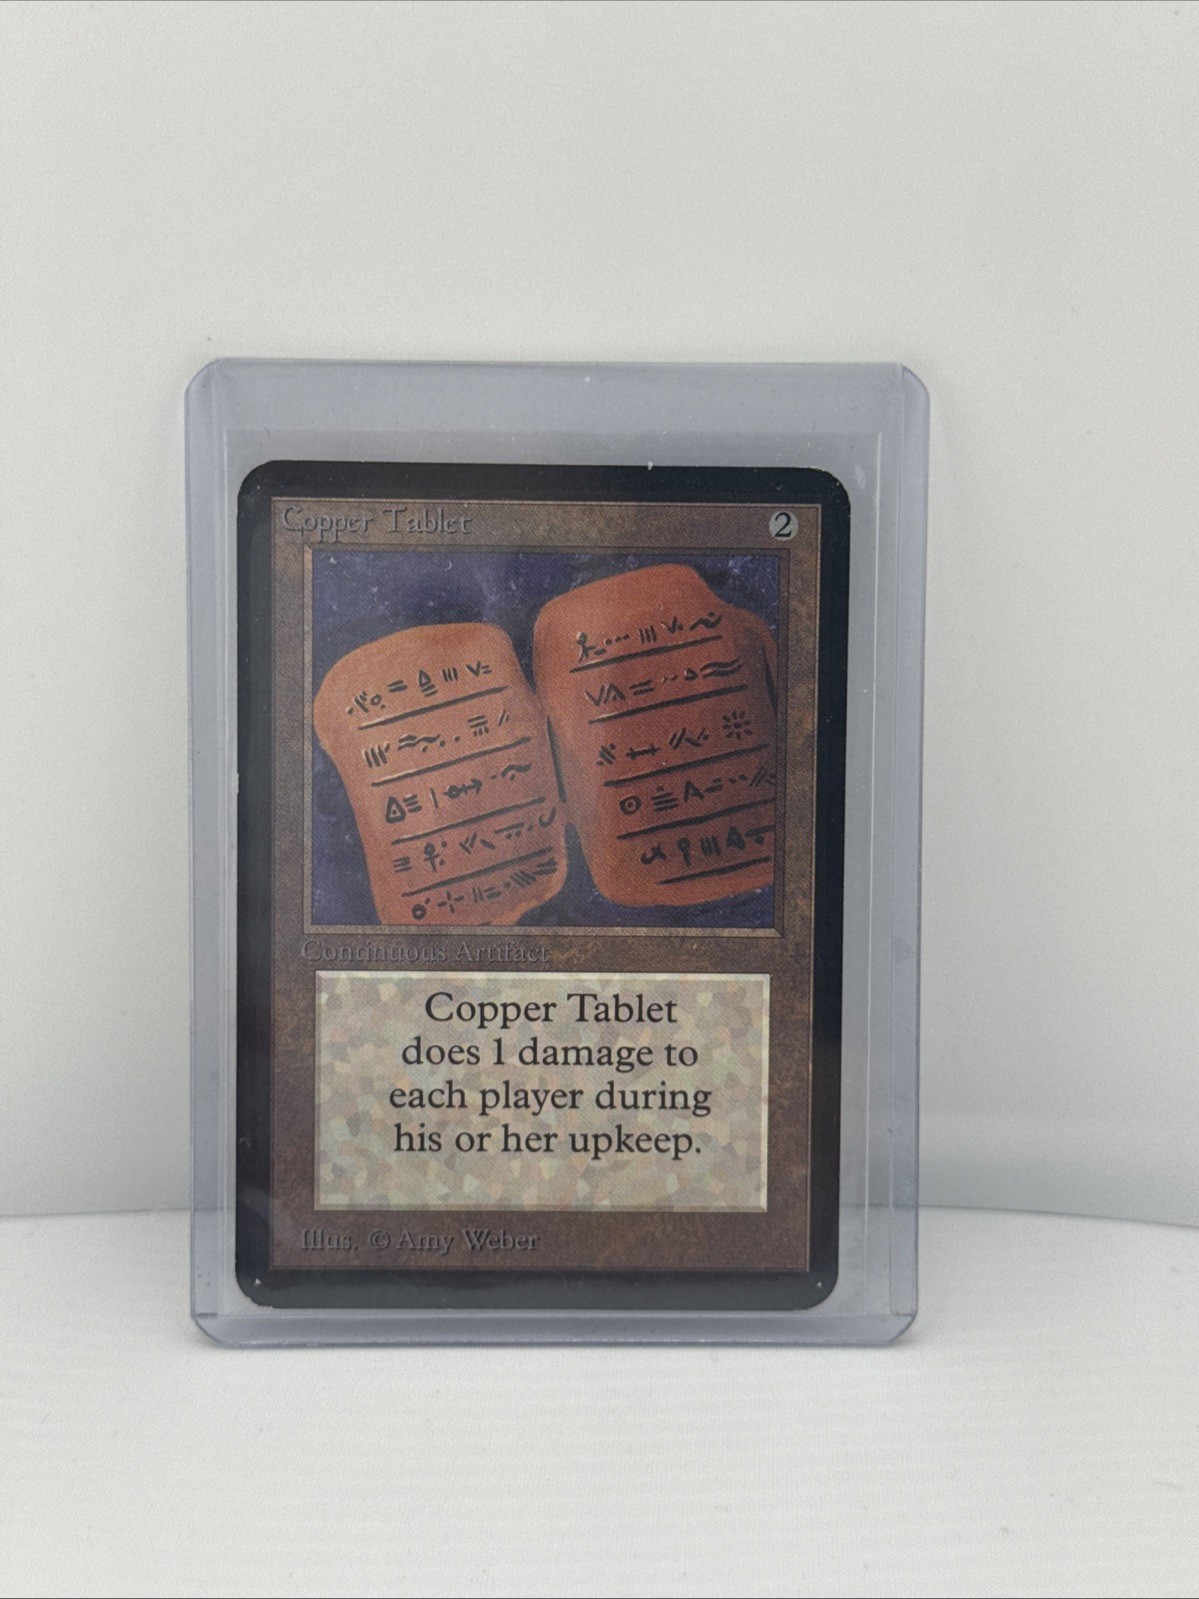 Copper Tablet 2
Continuous Artifact
Copper Tablet
does 1 damage to
each player during
his or her upkeep.
Illus. © Amy Weber